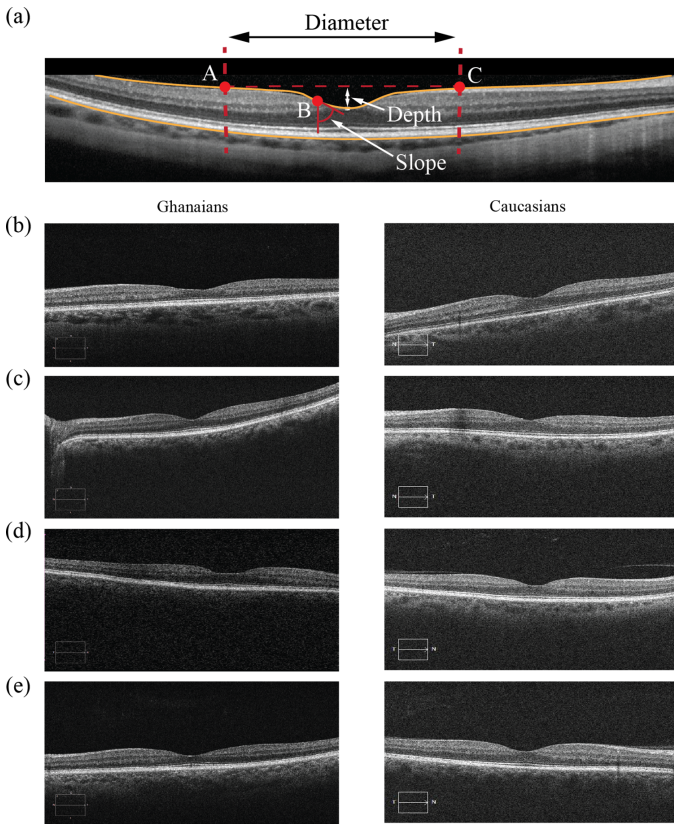 (a)
Diameter
A
C
B
Depth
Slope
Ghanaians
Caucasians
(b)
N
T
(c)
N
T
(d)
T
N
(e)
T
N